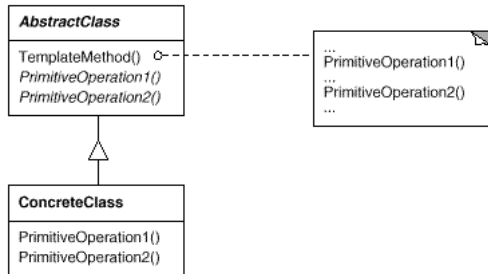 AbstractClass
TemplateMethod()
PrimitiveOperation1()
PrimitiveOperation2()
...
PrimitiveOperation1()
...
PrimitiveOperation2()
...
ConcreteClass
PrimitiveOperation1()
PrimitiveOperation2()